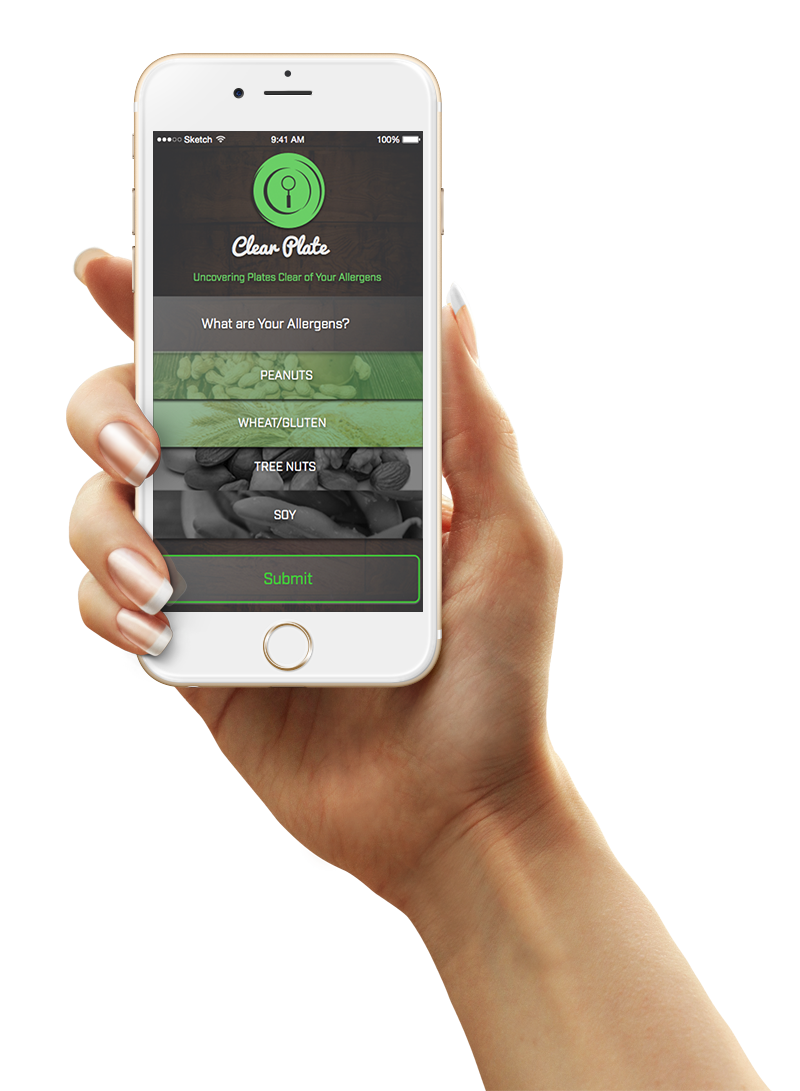 Sketch 9:41 AM 100%
Clear Plate
Uncovering Plates Clear of Your Allergens
What are Your Allergens?
PEANUTS
WHEAT/GLUTEN
TREE NUTS
SOY
Submit